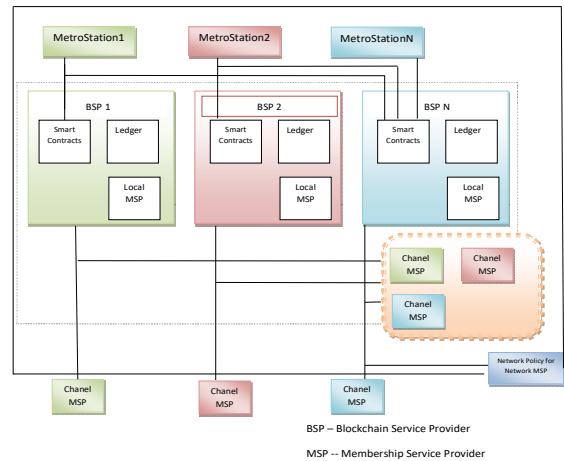 MetroStation1
MetroStation2
MetroStationN
BSP 1
BSP 2
BSP N
Smart
Contracts
Ledger
Local
MSP
Smart
Contracts
Ledger
Local
MSP
Smart
Contracts
Ledger
Local
MSP
Chanel
MSP
Chanel
MSP
Chanel
MSP
Network Policy for
Network MSP
Chanel
MSP
Chanel
MSP
Chanel
MSP
BSP – Blockchain Service Provider
MSP -- Membership Service Provider